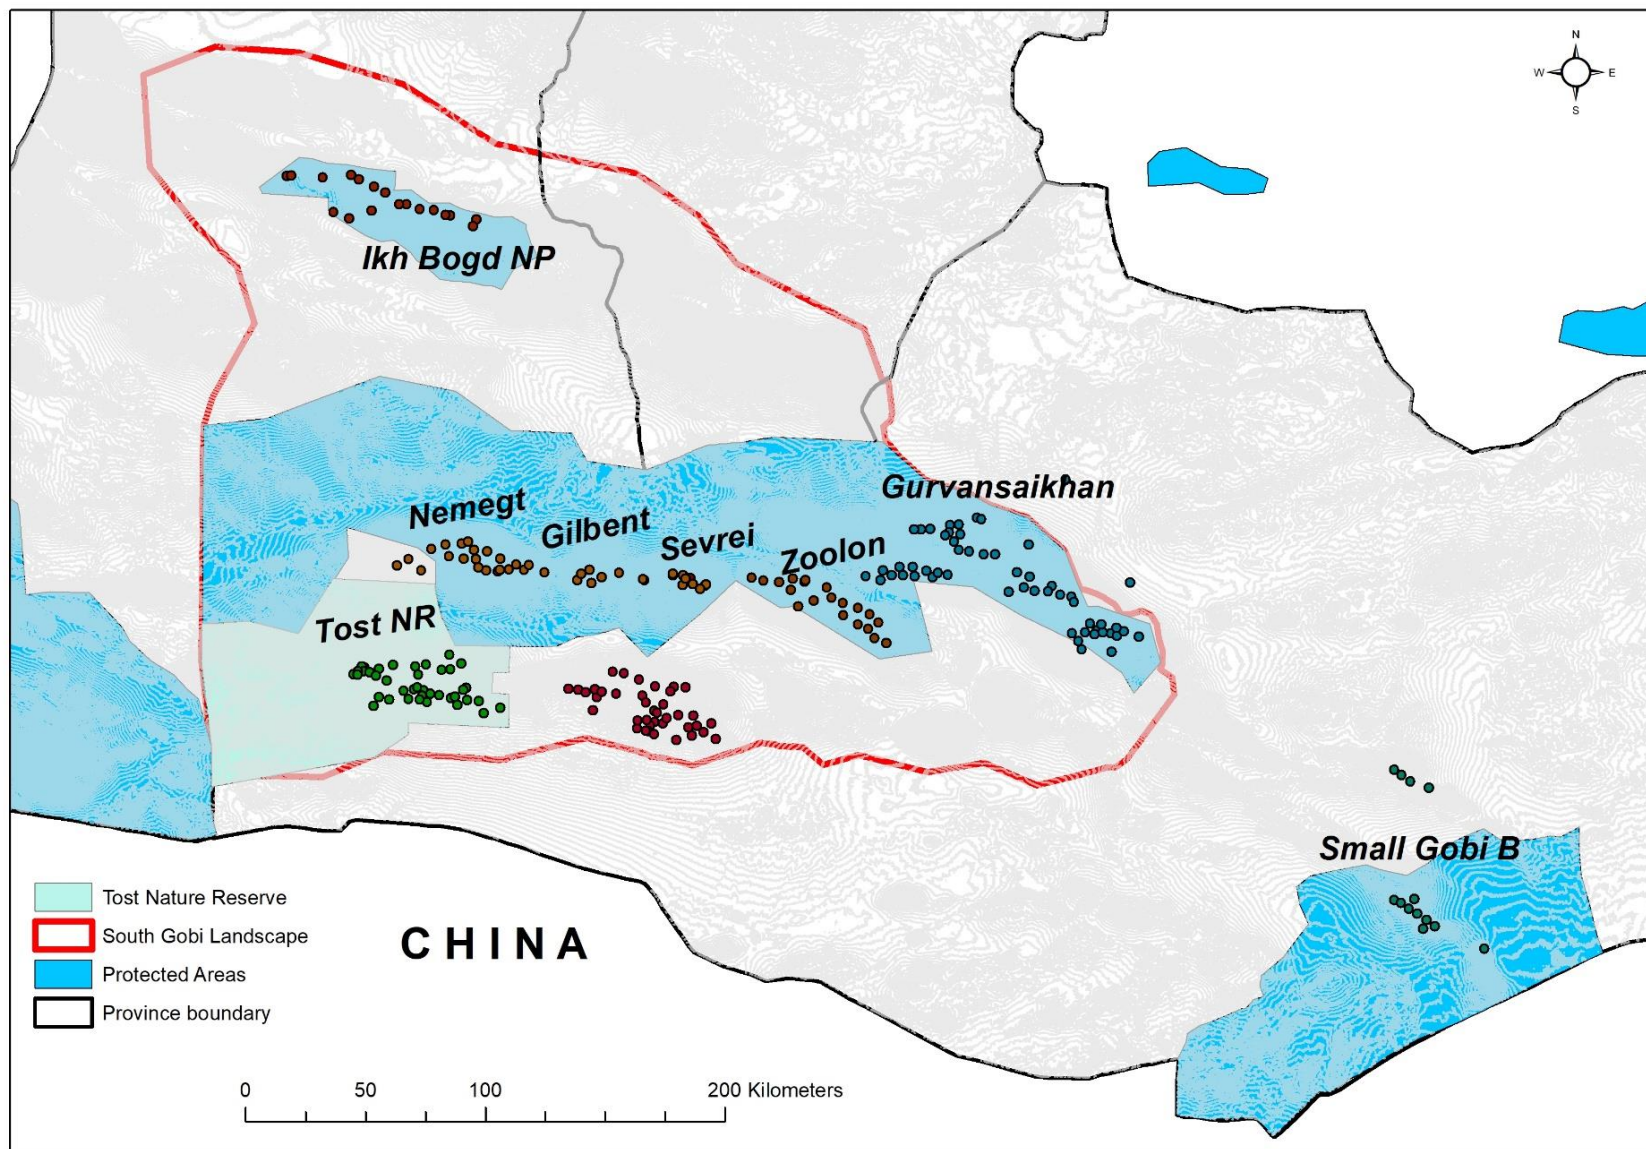 N
W E
S
Ikh Bogd NP
Gurvansaikhan
Nemegt
Gilbent
Sevrei
Zoolon
Tost NR
Small Gobi B
Tost Nature Reserve
South Gobi Landscape
Protected Areas
Province boundary
CHINA
0 50 100 200 Kilometers